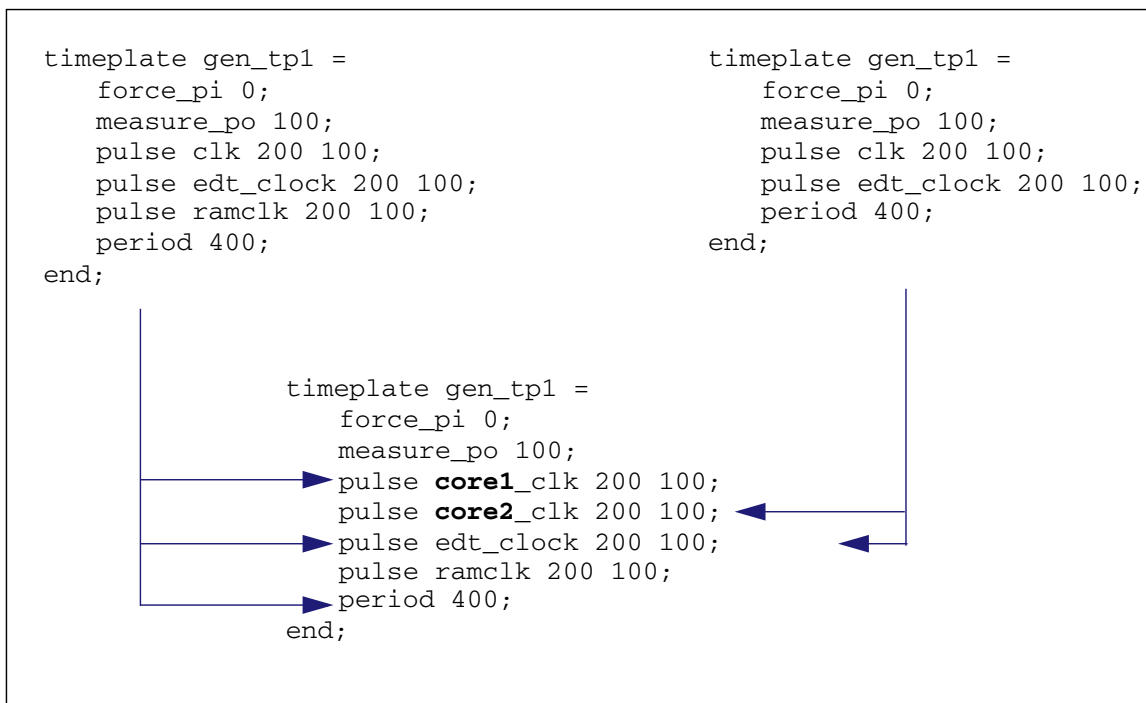 timeplate gen_tp1 =
force_pi 0;
measure_po 100;
pulse clk 200 100;
pulse edt_clock 200 100;
pulse ramclk 200 100;
period 400;
end;
timeplate gen_tp1 =
force_pi 0;
measure_po 100;
pulse clk 200 100;
pulse edt_clock 200 100;
period 400;
end;
timeplate gen_tp1 =
force_pi 0;
measure_po 100;
pulse core1_clk 200 100;
pulse core2_clk 200 100;
pulse edt_clock 200 100;
pulse ramclk 200 100;
period 400;
end;